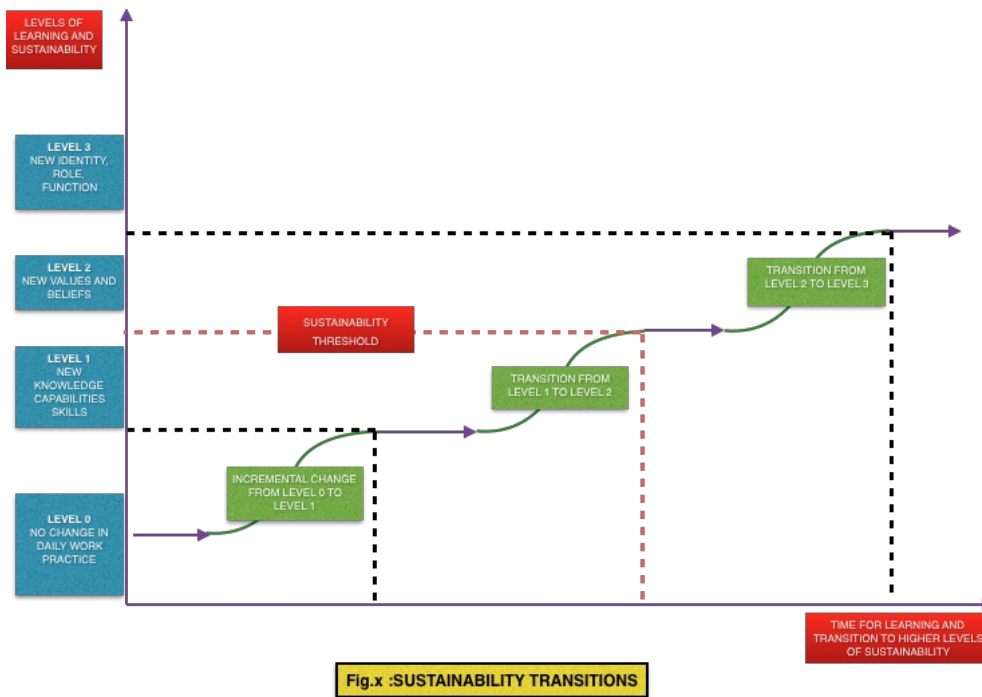 LEVELS OF
LEARNING AND
SUSTAINABILITY
LEVEL 3
NEW IDENTITY,
ROLE,
FUNCTION
LEVEL 2
NEW VALUES AND
BELIEFS
TRANSITION FROM
LEVEL 2 TO LEVEL 3
SUSTAINABILITY
THRESHOLD
LEVEL 1
NEW
KNOWLEDGE
CAPABILITIES
SKILLS
TRANSITION FROM
LEVEL 1 TO LEVEL 2
INCREMENTAL CHANGE
FROM LEVEL 0 TO
LEVEL 1
LEVEL 0
NO CHANGE IN
DAILY WORK
PRACTICE
TIME FOR LEARNING AND
TRANSITION TO HIGHER LEVELS
OF SUSTAINABILITY
Fig.x :SUSTAINABILITY TRANSITIONS